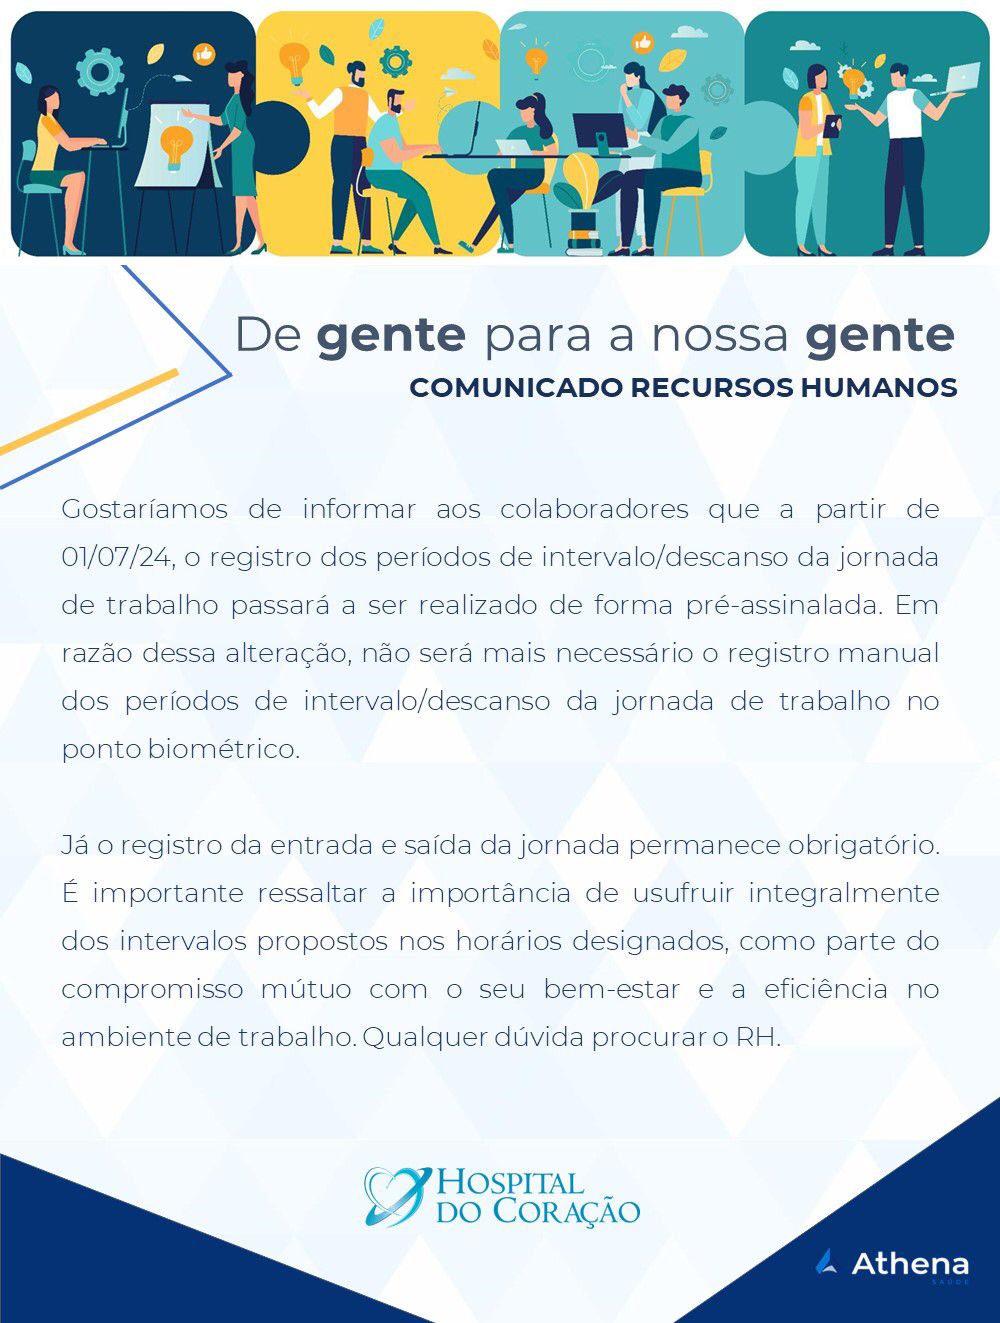 De gente para a nossa gente
COMUNICADO RECURSOS HUMANOS
Gostaríamos de informar aos colaboradores que a partir de
01/07/24, o registro dos períodos de intervalo/descanso da jornada
de trabalho passará a ser realizado de forma pré-assinalada. Em
razão dessa alteração, não será mais necessário o registro manual
dos períodos de intervalo/descanso da jornada de trabalho no
ponto biométrico.
Já o registro da entrada e saída da jornada permanece obrigatório.
É importante ressaltar a importância de usufruir integralmente
dos intervalos propostos nos horários designados, como parte do
compromisso mútuo com o seu bem-estar e a eficiência no
ambiente de trabalho. Qualquer dúvida procurar o RH.
HOSPITAL
DO CORAÇÃO
Athena
SAÚDE